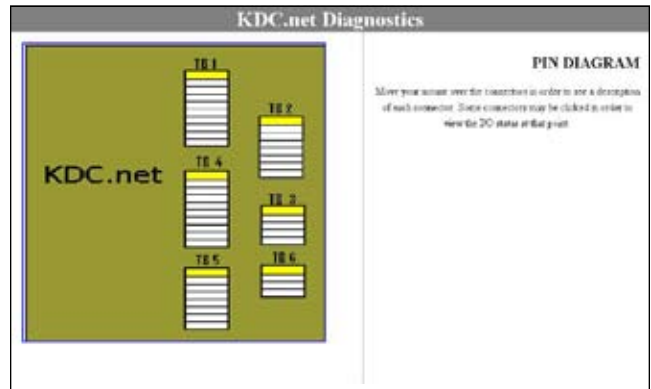 KDC.net Diagnostics
TB 1
TB 2
KDC.net
TB 4
TB 3
TB 5
TB 6
PIN DIAGRAM
Move your mouse over the connectors in order to see a description
of each connector. Some connectors may be clicked in order to
view the I/O status at that point.